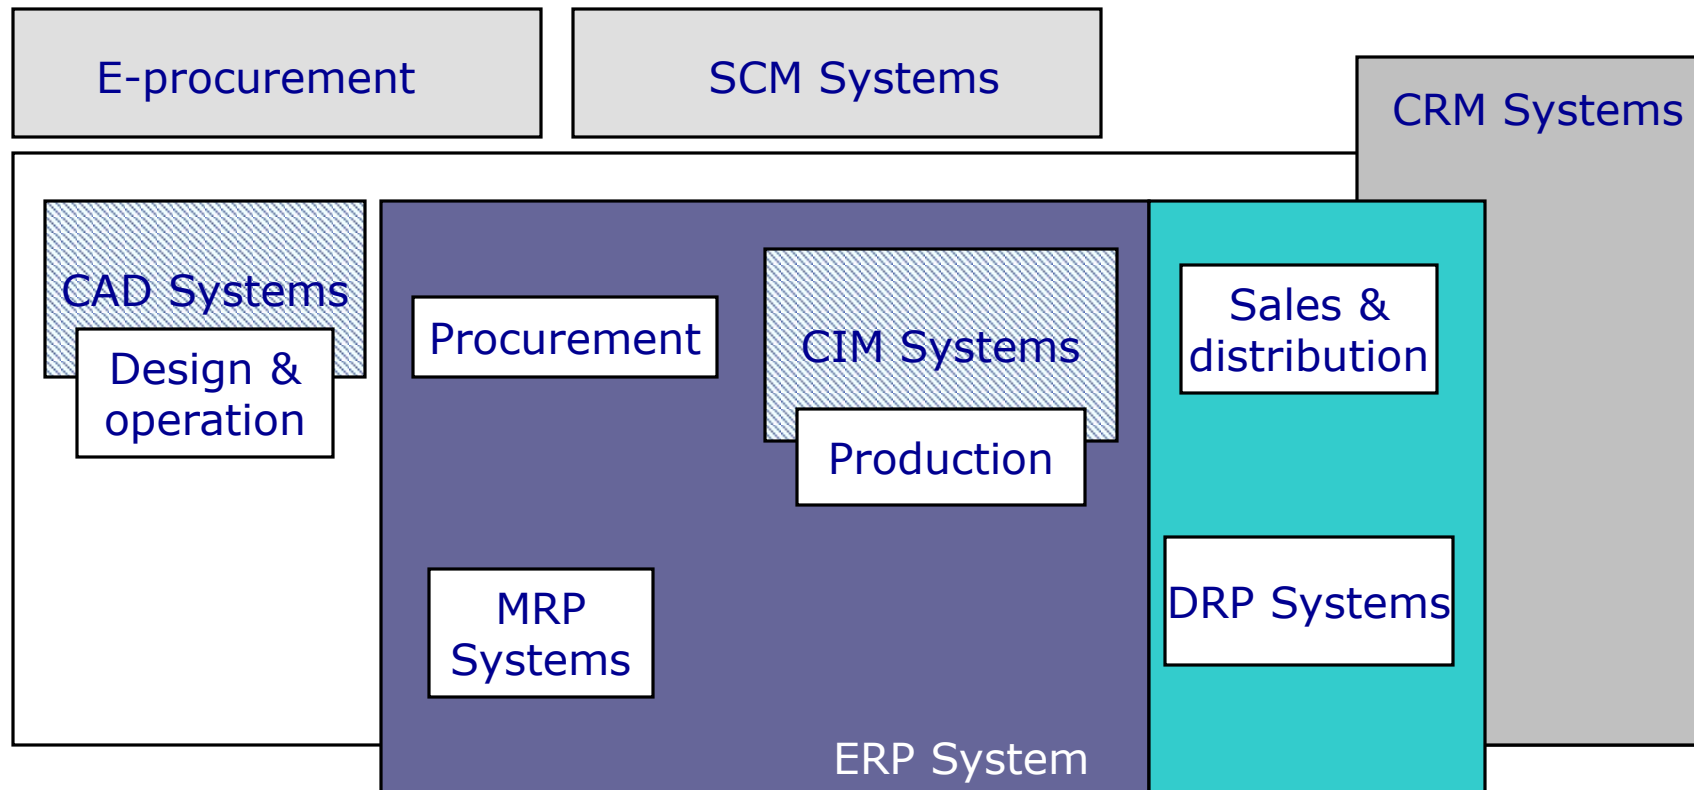 E-procurement
SCM Systems
CRM Systems
CAD Systems
Design &
operation
Procurement
CIM Systems
Production
Sales &
distribution
MRP
Systems
DRP Systems
ERP System